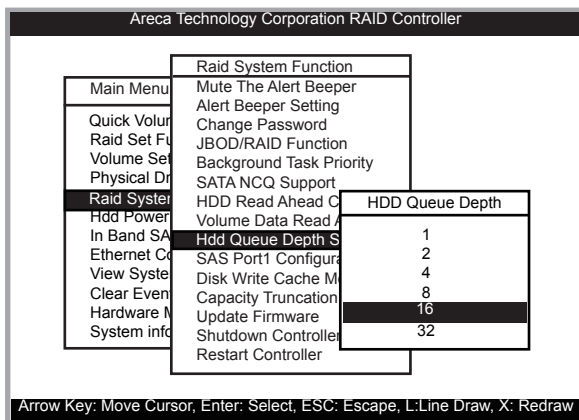 Areca Technology Corporation RAID Controller
Main Menu
Quick Volur
Raid Set Fu
Volume Set
Physical Dr
Raid System
Hdd Power
In Band SA
Ethernet Co
View Syste
Clear Even
Hardware M
System info
Raid System Function
Mute The Alert Beeper
Alert Beeper Setting
Change Password
JBOD/RAID Function
Background Task Priority
SATA NCQ Support
HDD Read Ahead C
Volume Data Read A
Hdd Queue Depth S
SAS Port1 Configura
Disk Write Cache Mo
Capacity Truncation
Update Firmware
Shutdown Controller
Restart Controller
HDD Queue Depth
1
2
4
8
16
32
Arrow Key: Move Cursor, Enter: Select, ESC: Escape, L:Line Draw, X: Redraw